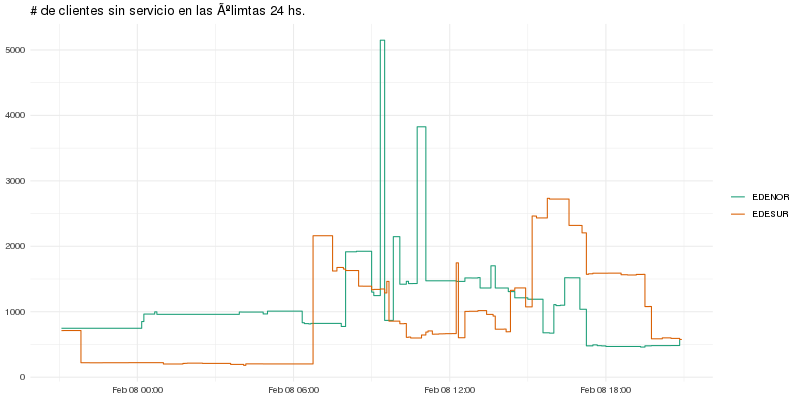 # de clientes sin servicio en las Ãºlimtas 24 hs.
5000
4000
3000
2000
1000
0
Feb 08 00:00
Feb 08 06:00
Feb 08 12:00
Feb 08 18:00
EDENOR
EDESUR